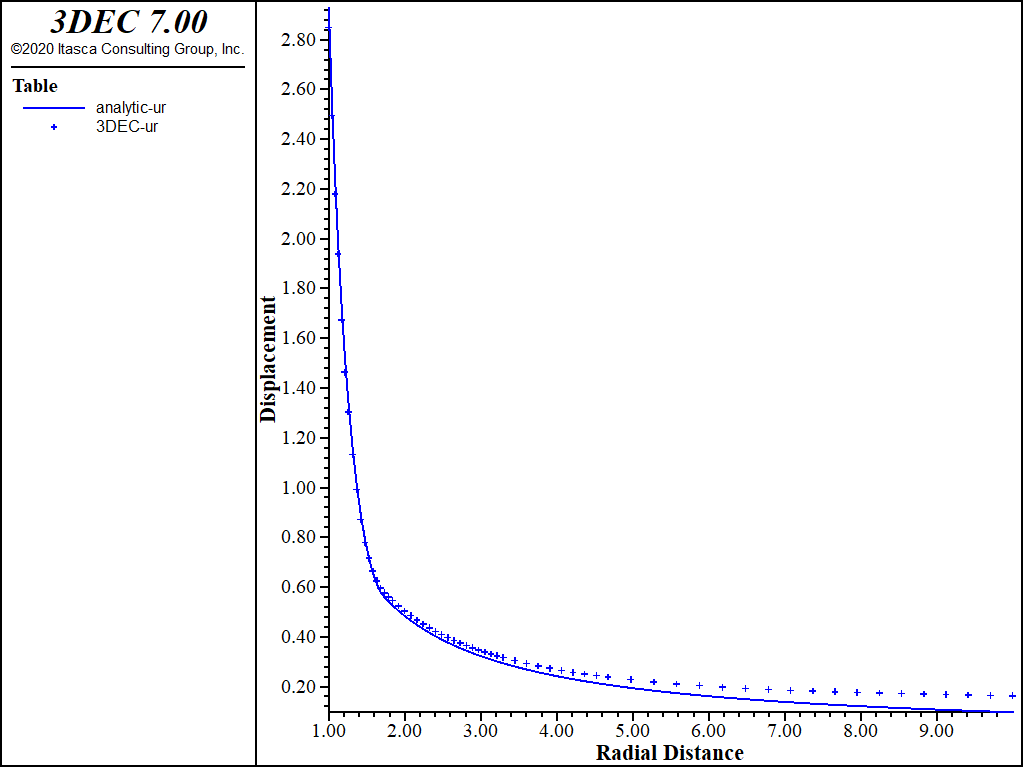 3DEC 7.00
©2020 Itasca Consulting Group, Inc.
Table
analytic-ur
3DEC-ur
Displacement
2.80
2.60
2.40
2.20
2.00
1.80
1.60
1.40
1.20
1.00
0.80
0.60
0.40
0.20
1.00 2.00 3.00 4.00 5.00 6.00 7.00 8.00 9.00
Radial Distance